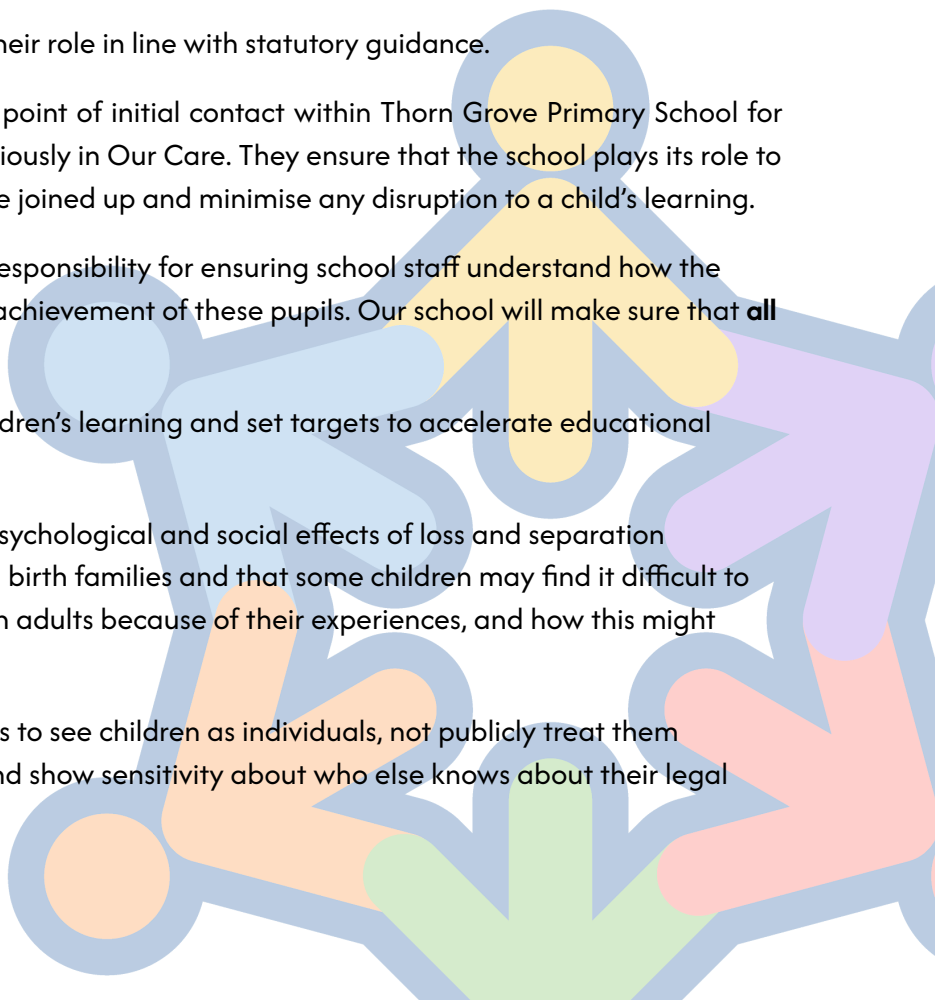 heir role in line with statutory guidance.
point of initial contact within Thorn Grove Primary School for
iously in Our Care. They ensure that the school plays its role to
e joined up and minimise any disruption to a child’s learning.
esponsibility for ensuring school staff understand how the
achievement of these pupils. Our school will make sure that all
dren’s learning and set targets to accelerate educational
sychological and social effects of loss and separation
birth families and that some children may find it difficult to
n adults because of their experiences, and how this might
s to see children as individuals, not publicly treat them
nd show sensitivity about who else knows about their legal